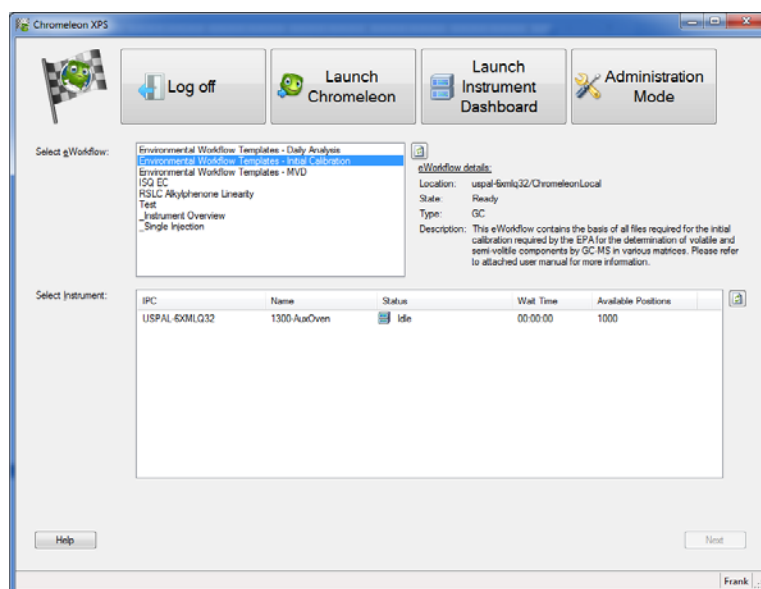 Chromeleon XPS
Log off
Launch
Chromeleon
Launch
Instrument
Dashboard
Administration
Mode
Select eWorkflow:
Environmental Workflow Templates - Daily Analysis
Environmental Workflow Templates - Initial Calibration
Environmental Workflow Templates - MVD
ISQ EC
RSLC Alkylphenone Linearity
Test
_Instrument Overview
_Single Injection
eWorkflow details:
Location: uspal-6xmlq32/ChromeleonLocal
State: Ready
Type: GC
Description: This eWorkflow contains the basis of all files required for the initial
calibration required by the EPA for the determination of volatile and
semi-volitile components by GC-MS in various matrices. Please refer
to attached user manual for more information.
Select Instrument:
IPC Name Status Wait Time Available Positions
USPAL-6XMLQ32 1300-AuxOven Idle 00:00:00 1000
Help
Next
Frank